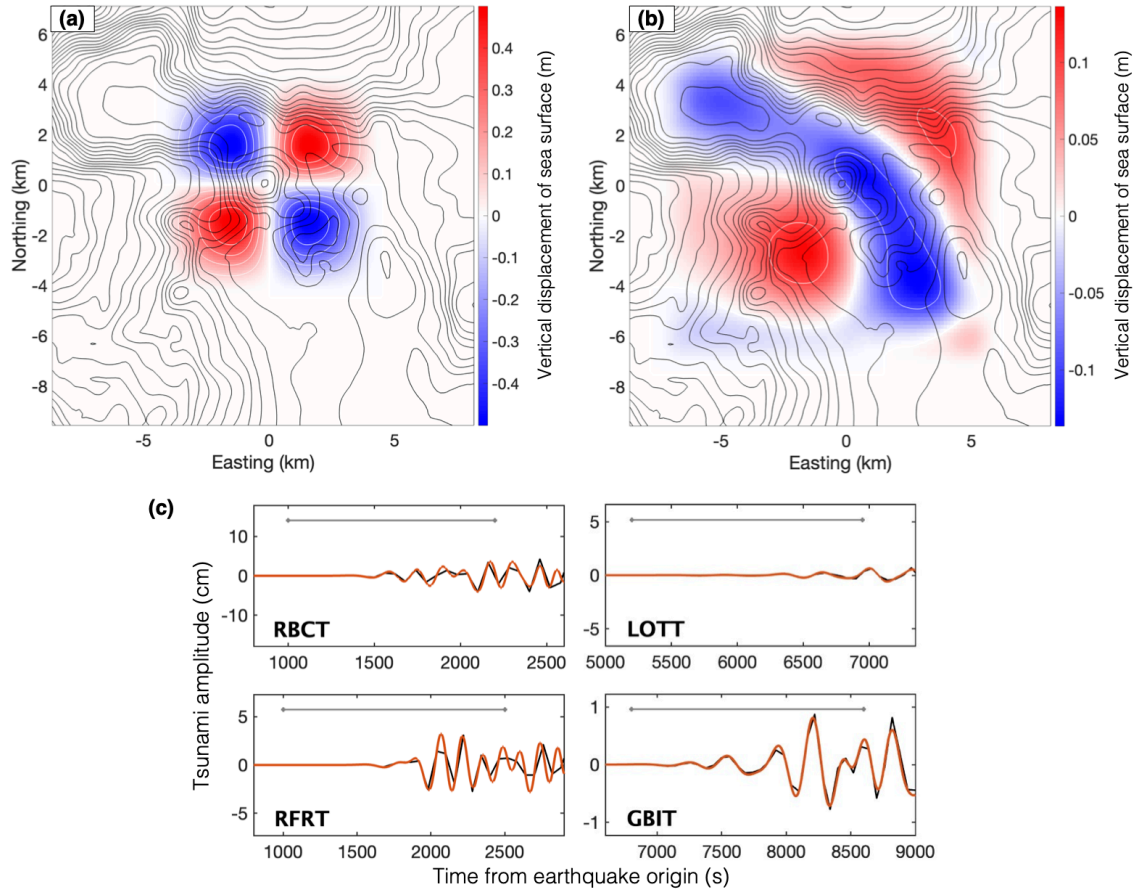 (a)
6
4
2
0
-2
-4
-6
-8
Northing (km)
-5
0
5
Easting (km)
0.4
0.3
0.2
0.1
0
-0.1
-0.2
-0.3
-0.4
Vertical displacement of sea surface (m)
(b)
6
4
2
0
-2
-4
-6
-8
Northing (km)
-5
0
5
Easting (km)
0.1
0.05
0
-0.05
-0.1
Vertical displacement of sea surface (m)
(c)
Tsunami amplitude (cm)
10
0
-10
RBCT
1000 1500 2000 2500
5
0
-5
LOTT
5000 5500 6000 6500 7000
5
0
-5
RFRT
1000 1500 2000 2500
1
0
-1
GBIT
7000 7500 8000 8500 9000
Time from earthquake origin (s)